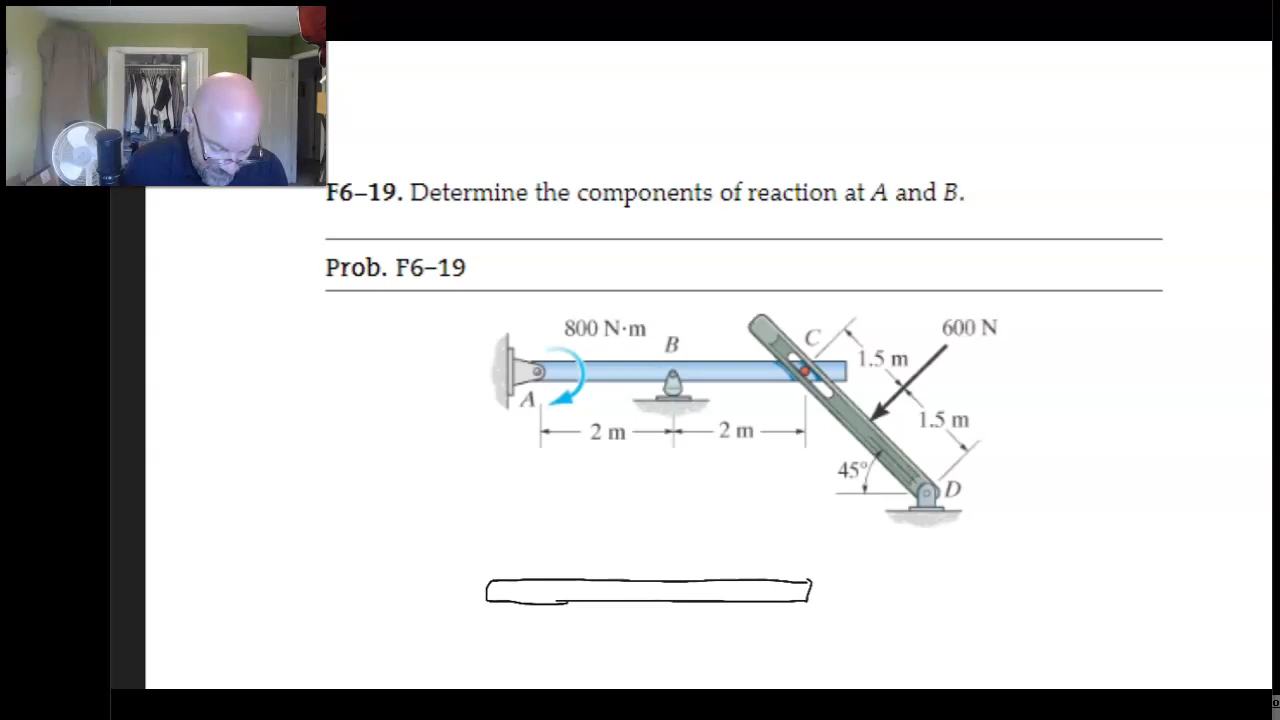 F6–19. Determine the components of reaction at A and B.
Prob. F6–19
800 N·m
B
C
600 N
1.5 m
A
1.5 m
2 m
2 m
45°
D